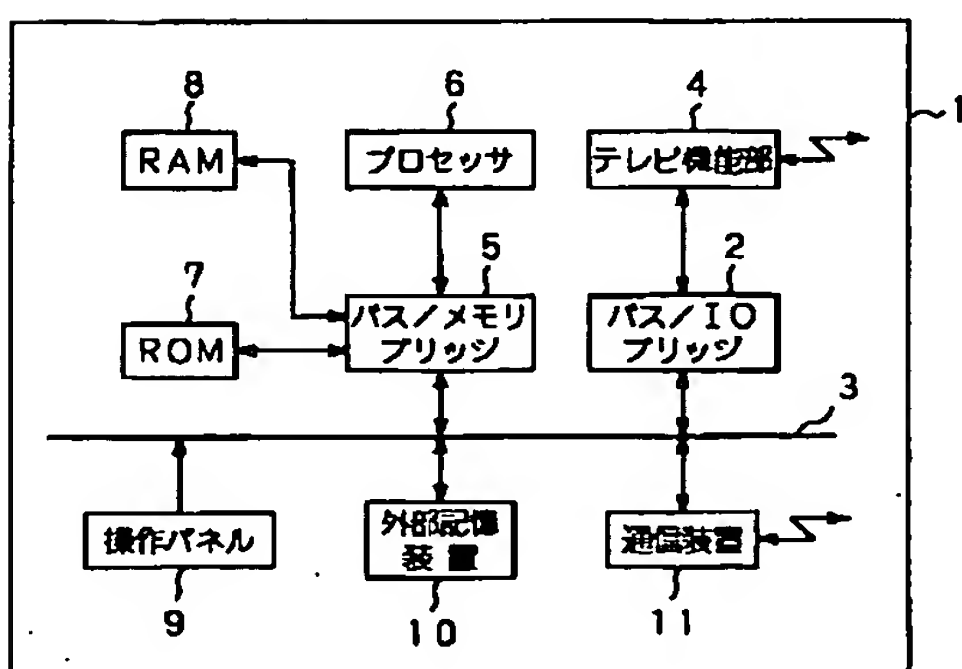 8
6
4
1
RAM
プロセッサ
テレビ機能部
7
5
2
ROM
バス/メモリ
ブリッジ
バス/IO
ブリッジ
3
操作パネル
外部記憶
装置
通信装置
9
10
11